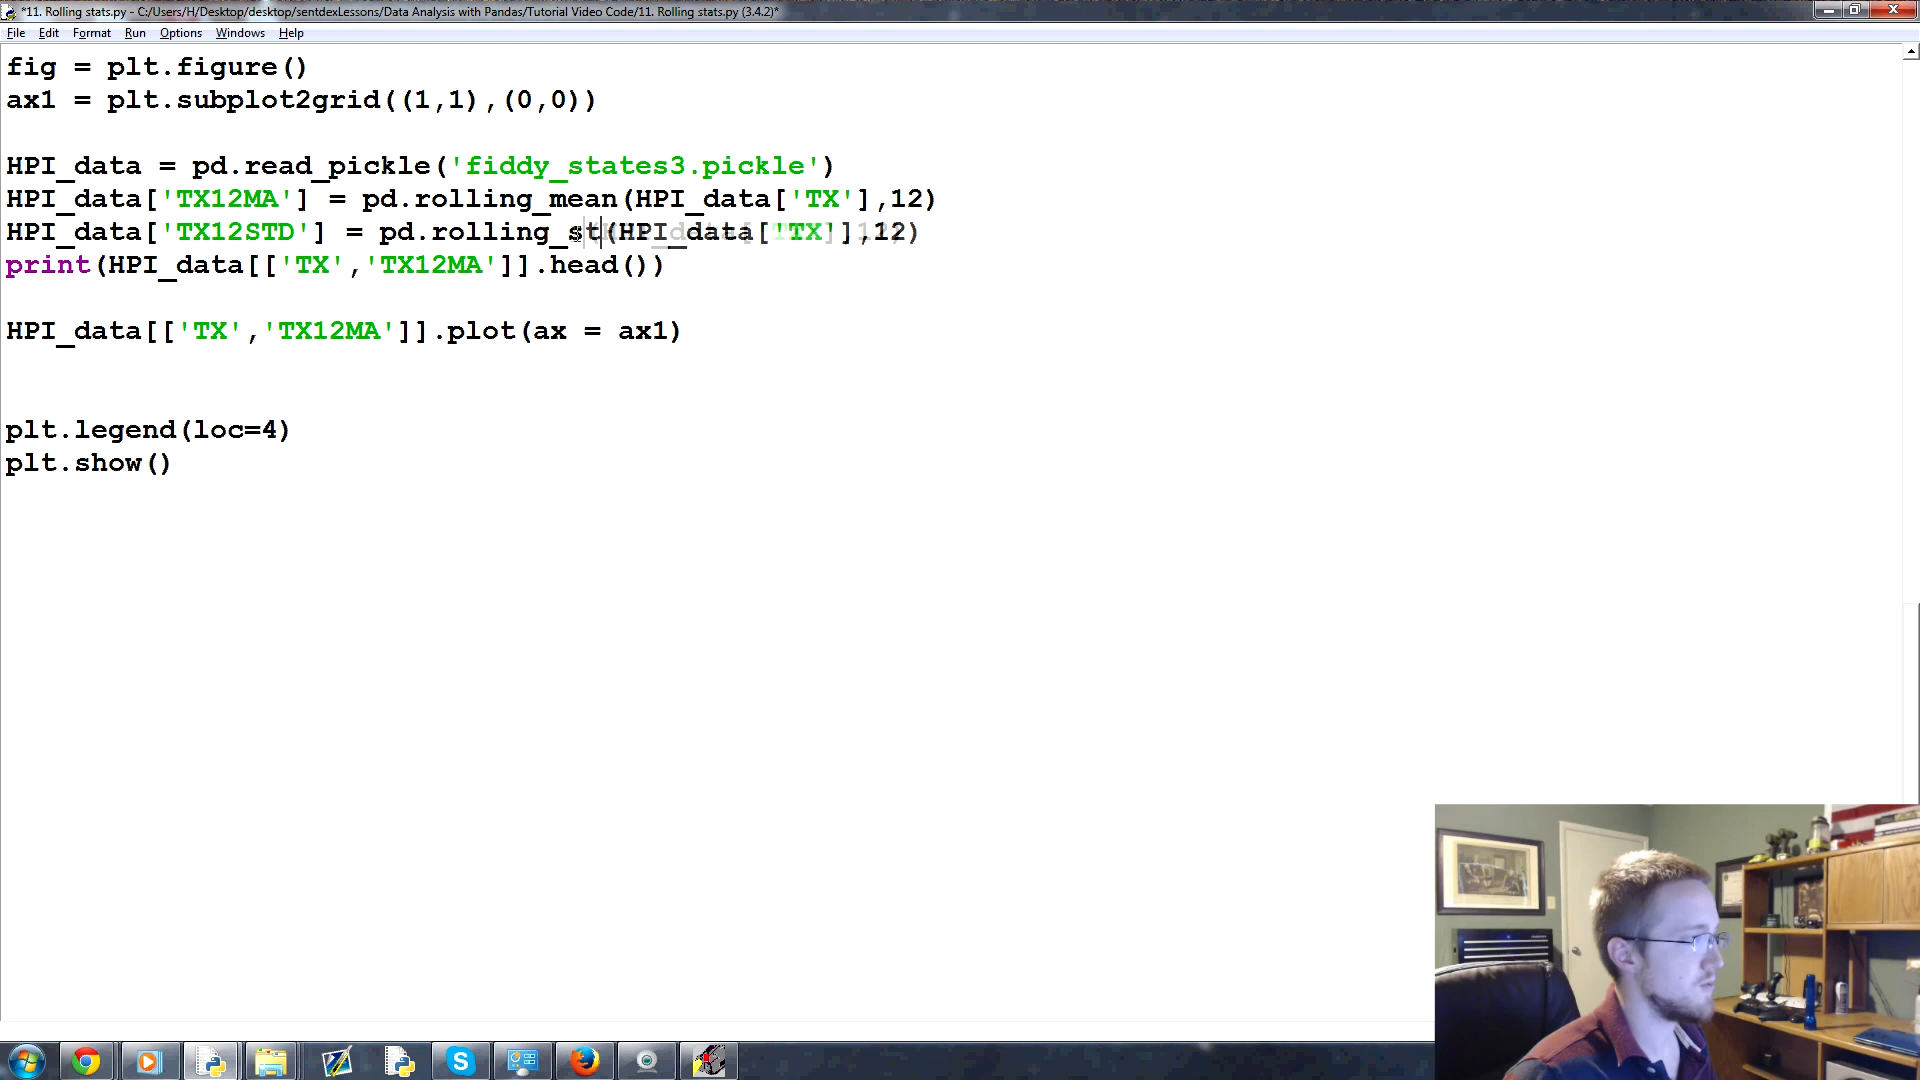 *11. Rolling stats.py - C:/Users/H/Desktop/desktop/sentdexLessons/Data Analysis with Pandas/Tutorial Video Code/11. Rolling stats.py (3.4.2)*
File Edit Format Run Options Windows Help
fig = plt.figure()
ax1 = plt.subplot2grid((1,1),(0,0))
HPI_data = pd.read_pickle('fiddy_states3.pickle')
HPI_data['TX12MA'] = pd.rolling_mean(HPI_data['TX'],12)
HPI_data['TX12STD'] = pd.rolling_st(HPI_data['TX'],12)
print(HPI_data[['TX','TX12MA']].head())
HPI_data[['TX','TX12MA']].plot(ax = ax1)
plt.legend(loc=4)
plt.show()